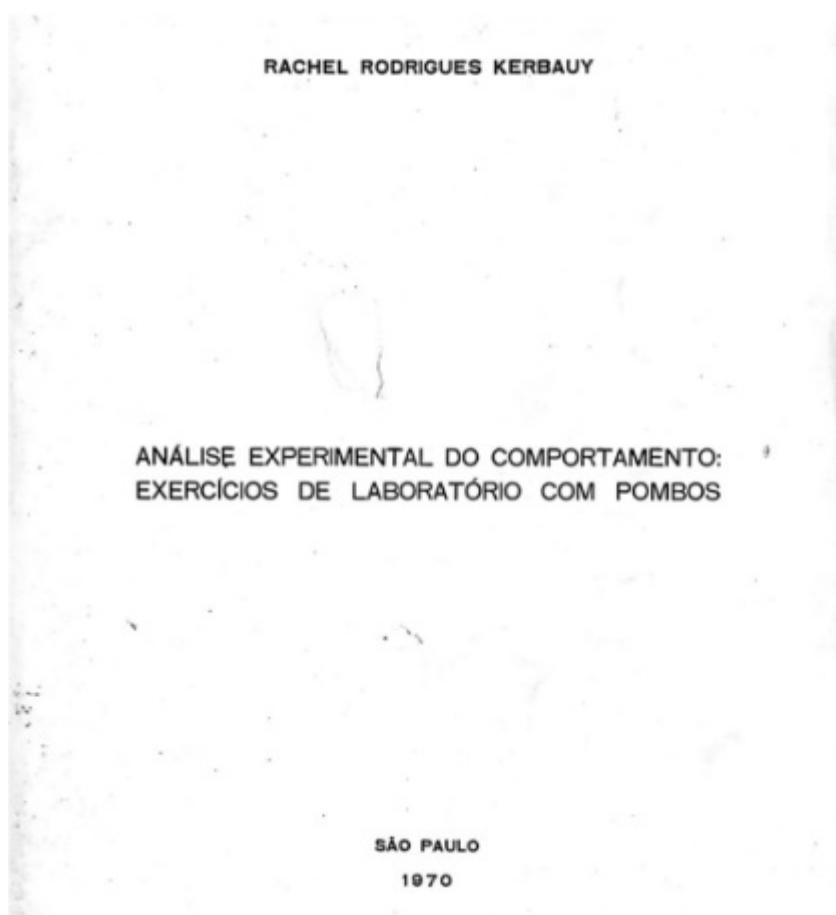 RACHEL RODRIGUES KERBAUY
ANÁLISE EXPERIMENTAL DO COMPORTAMENTO:
EXERCÍCIOS DE LABORATÓRIO COM POMBOS
SÃO PAULO
1970